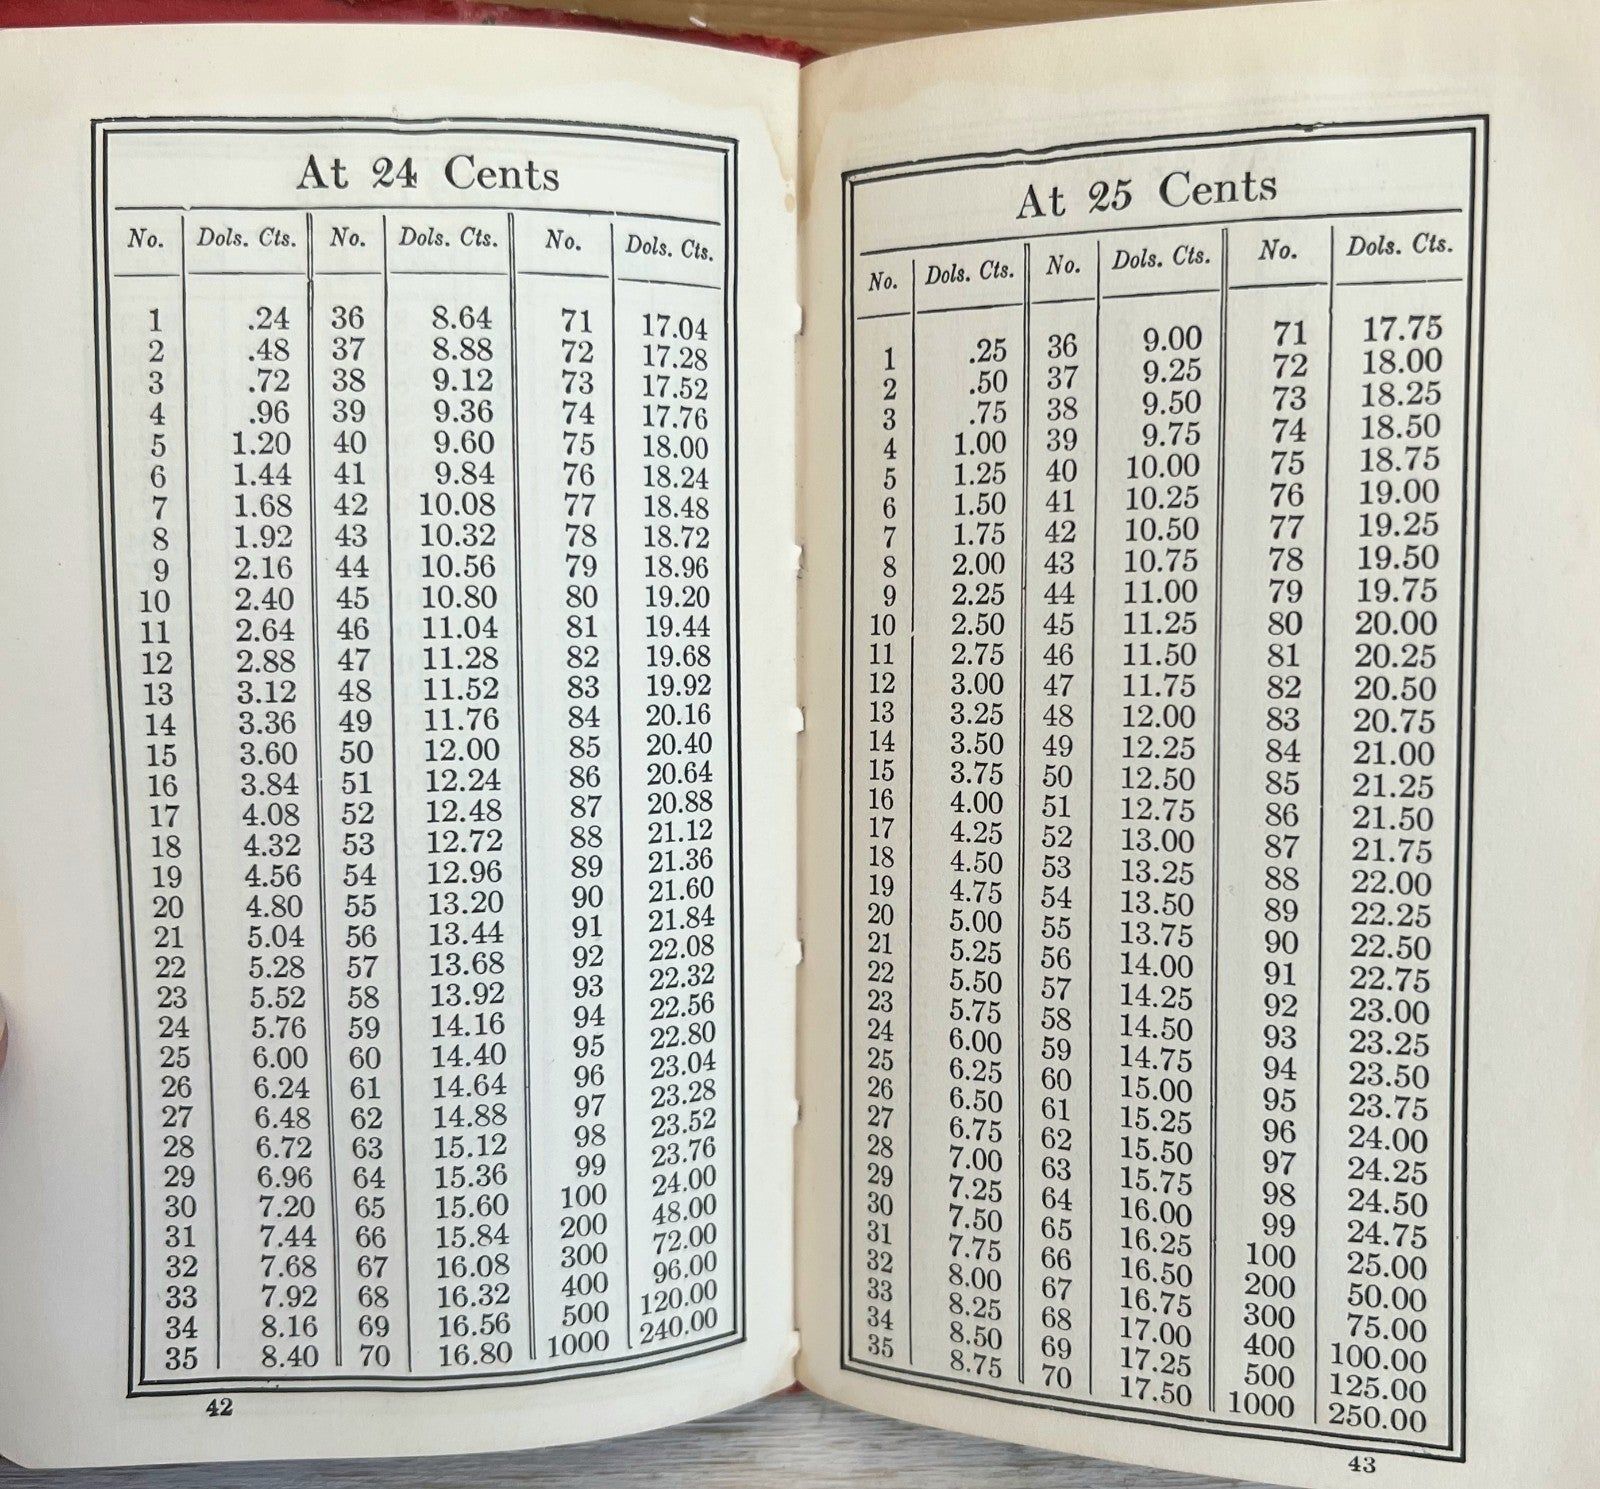 At 24 Cents
No. Dols. Cts. No. Dols. Cts. No. Dols. Cts.
1 .24 36 8.64 71 17.04
2 .48 37 8.88 72 17.28
3 .72 38 9.12 73 17.52
4 .96 39 9.36 74 17.76
5 1.20 40 9.60 75 18.00
6 1.44 41 9.84 76 18.24
7 1.68 42 10.08 77 18.48
8 1.92 43 10.32 78 18.72
9 2.16 44 10.56 79 18.96
10 2.40 45 10.80 80 19.20
11 2.64 46 11.04 81 19.44
12 2.88 47 11.28 82 19.68
13 3.12 48 11.52 83 19.92
14 3.36 49 11.76 84 20.16
15 3.60 50 12.00 85 20.40
16 3.84 51 12.24 86 20.64
17 4.08 52 12.48 87 20.88
18 4.32 53 12.72 88 21.12
19 4.56 54 12.96 89 21.36
20 4.80 55 13.20 90 21.60
21 5.04 56 13.44 91 21.84
22 5.28 57 13.68 92 22.08
23 5.52 58 13.92 93 22.32
24 5.76 59 14.16 94 22.56
25 6.00 60 14.40 95 22.80
26 6.24 61 14.64 96 23.04
27 6.48 62 14.88 97 23.28
28 6.72 63 15.12 98 23.52
29 6.96 64 15.36 99 23.76
30 7.20 65 15.60 100 24.00
31 7.44 66 15.84 200 48.00
32 7.68 67 16.08 300 72.00
33 7.92 68 16.32 400 96.00
34 8.16 69 16.56 500 120.00
35 8.40 70 16.80 1000 240.00
42
At 25 Cents
No. Dols. Cts. No. Dols. Cts. No. Dols. Cts.
1 .25 36 9.00 71 17.75
2 .50 37 9.25 72 18.00
3 .75 38 9.50 73 18.25
4 1.00 39 9.75 74 18.50
5 1.25 40 10.00 75 18.75
6 1.50 41 10.25 76 19.00
7 1.75 42 10.50 77 19.25
8 2.00 43 10.75 78 19.50
9 2.25 44 11.00 79 19.75
10 2.50 45 11.25 80 20.00
11 2.75 46 11.50 81 20.25
12 3.00 47 11.75 82 20.50
13 3.25 48 12.00 83 20.75
14 3.50 49 12.25 84 21.00
15 3.75 50 12.50 85 21.25
16 4.00 51 12.75 86 21.50
17 4.25 52 13.00 87 21.75
18 4.50 53 13.25 88 22.00
19 4.75 54 13.50 89 22.25
20 5.00 55 13.75 90 22.50
21 5.25 56 14.00 91 22.75
22 5.50 57 14.25 92 23.00
23 5.75 58 14.50 93 23.25
24 6.00 59 14.75 94 23.50
25 6.25 60 15.00 95 23.75
26 6.50 61 15.25 96 24.00
27 6.75 62 15.50 97 24.25
28 7.00 63 15.75 98 24.50
29 7.25 64 16.00 99 24.75
30 7.50 65 16.25 100 25.00
31 7.75 66 16.50 200 50.00
32 8.00 67 16.75 300 75.00
33 8.25 68 17.00 400 100.00
34 8.50 69 17.25 500 125.00
35 8.75 70 17.50 1000 250.00
43